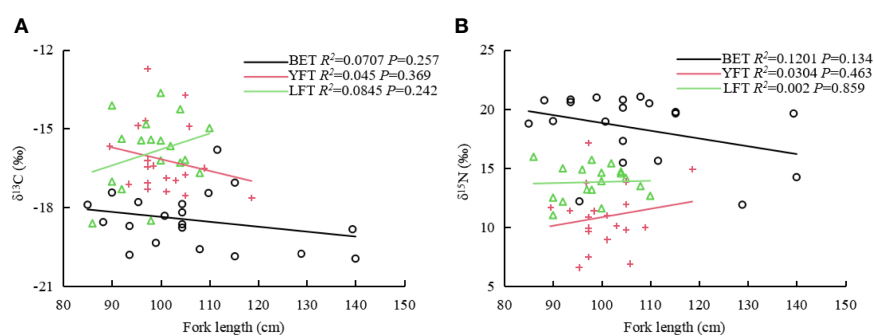 A
-12
-15
-18
-21
δ¹³C (‰)
BET R²=0.0707 P=0.257
YFT R²=0.045 P=0.369
LFT R²=0.0845 P=0.242
80 90 100 110 120 130 140 150
Fork length (cm)
B
25
20
15
10
5
δ¹⁵N (‰)
BET R²=0.1201 P=0.134
YFT R²=0.0304 P=0.463
LFT R²=0.002 P=0.859
80 90 100 110 120 130 140 150
Fork length (cm)